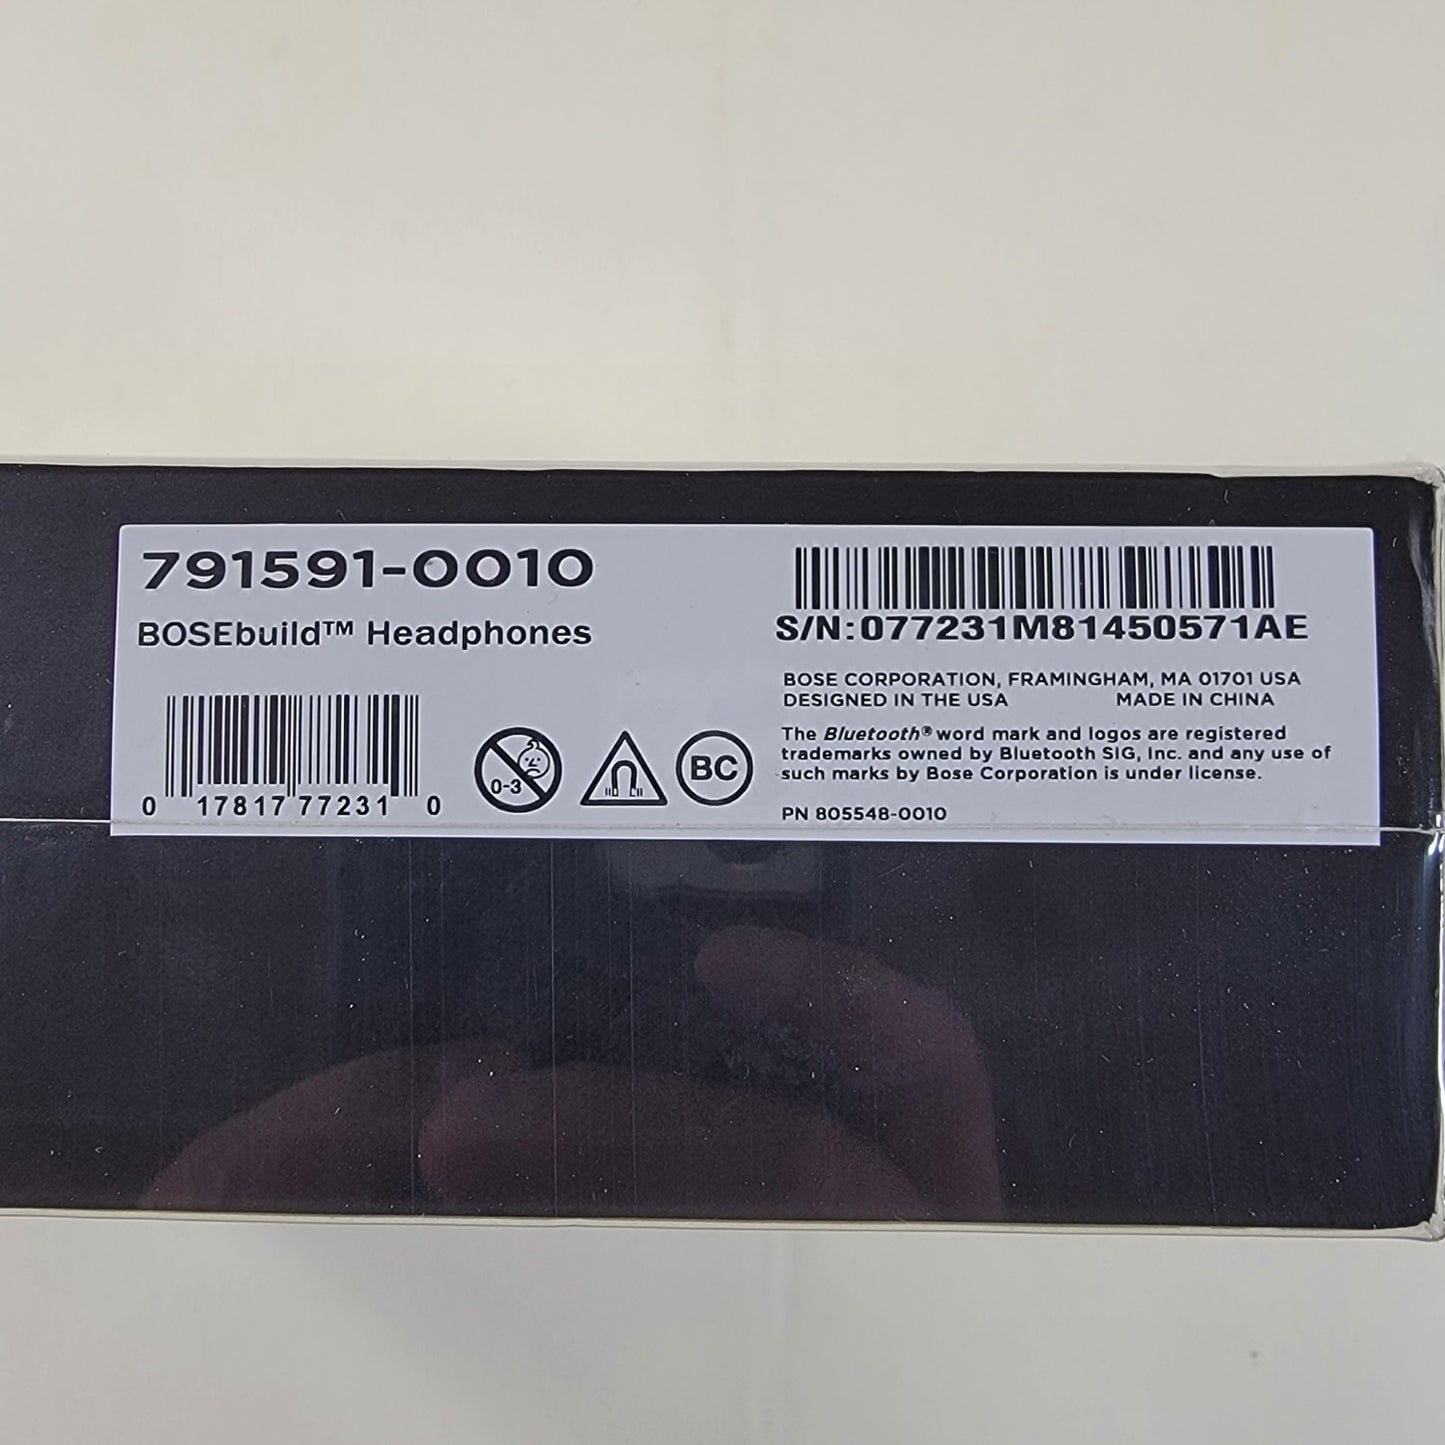 791591-0010
BOSEbuild™ Headphones
0 17817 77231 0
0-3
BC
S/N:077231M81450571AE
BOSE CORPORATION, FRAMINGHAM, MA 01701 USA
DESIGNED IN THE USA MADE IN CHINA
The Bluetooth® word mark and logos are registered
trademarks owned by Bluetooth SIG, Inc. and any use of
such marks by Bose Corporation is under license.
PN 805548-0010